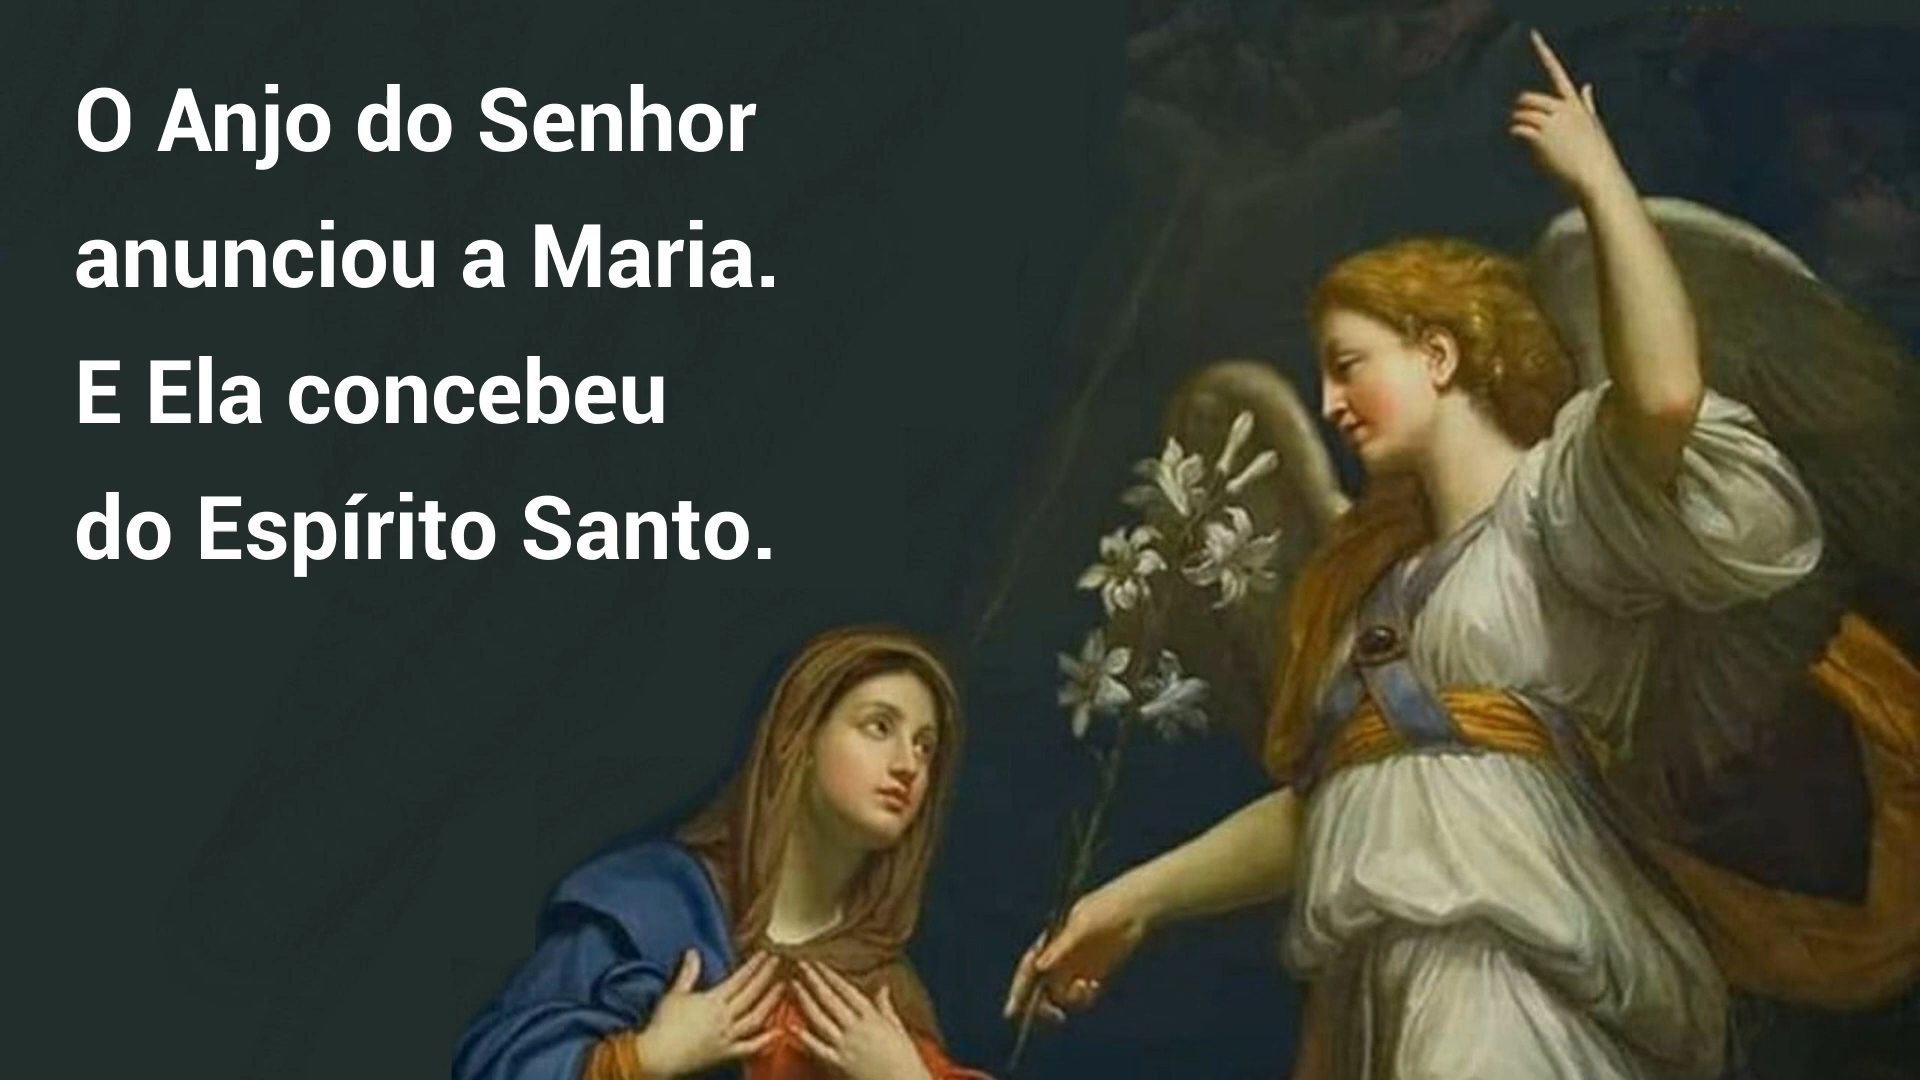 O Anjo do Senhor
anunciou a Maria.
E Ela concebeu
do Espírito Santo.